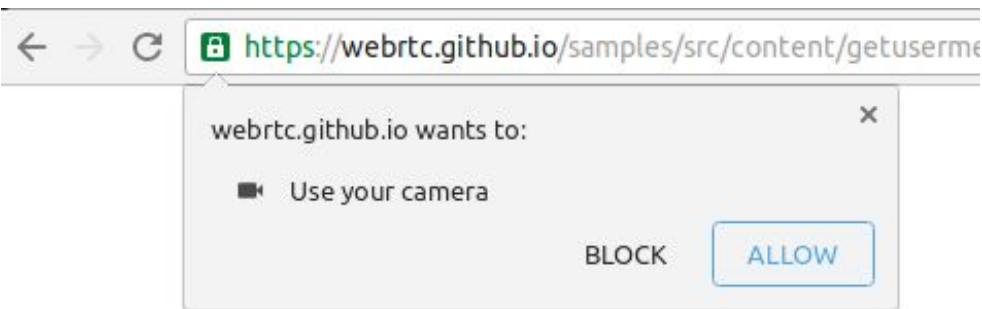 https://webrtc.github.io/samples/src/content/getuserme
webrtc.github.io wants to:
Use your camera
BLOCK ALLOW